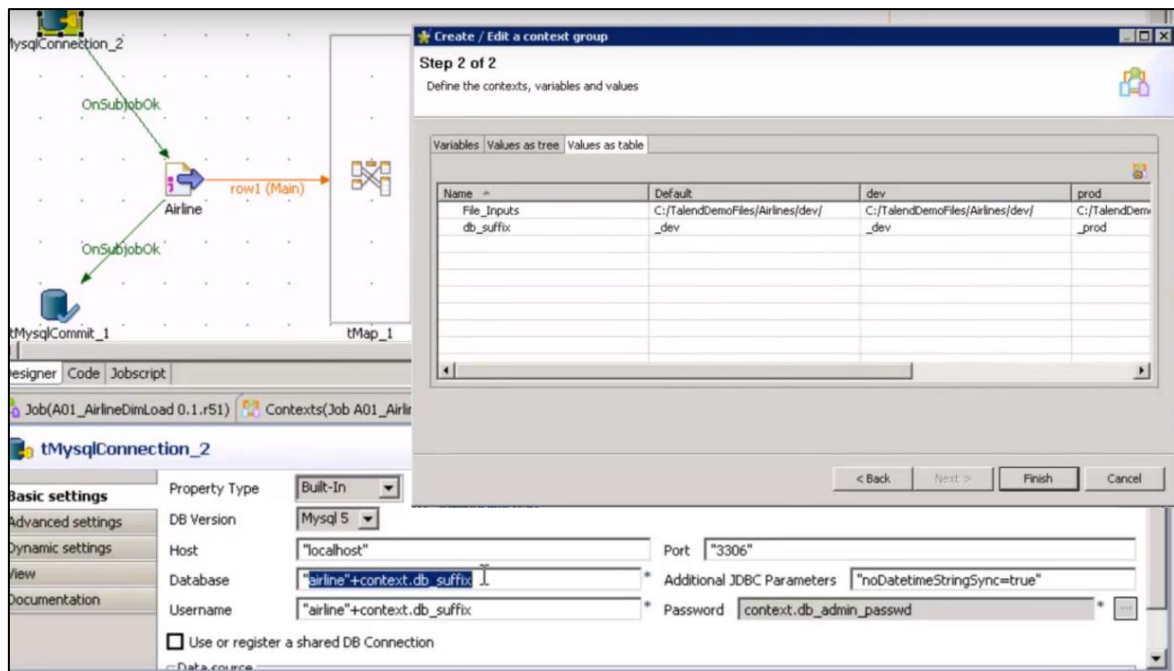 lysqlConnection_2
OnSubjobOk
Airline
row1 (Main)
OnSubjobOk
tMysqlCommit_1
tMap_1
Designer Code Jobscript
Job(A01_AirlineDimLoad 0.1.r51) Contexts(Job A01_Airlin
tMysqlConnection_2
Basic settings
Advanced settings
Dynamic settings
View
Documentation
Property Type Built-In
DB Version Mysql 5
Host "localhost" Port "3306"
Database "airline"+context.db_suffix * Additional JDBC Parameters "noDatetimeStringSync=true"
Username "airline"+context.db_suffix * Password context.db_admin_passwd * ...
Use or register a shared DB Connection
Data source
Create / Edit a context group
Step 2 of 2
Define the contexts, variables and values
Variables Values as tree Values as table
Name Default dev prod
File_Inputs C:/TalendDemoFiles/Airlines/dev/ C:/TalendDemoFiles/Airlines/dev/ C:/TalendDem
db_suffix _dev _dev _prod
< Back Next > Finish Cancel